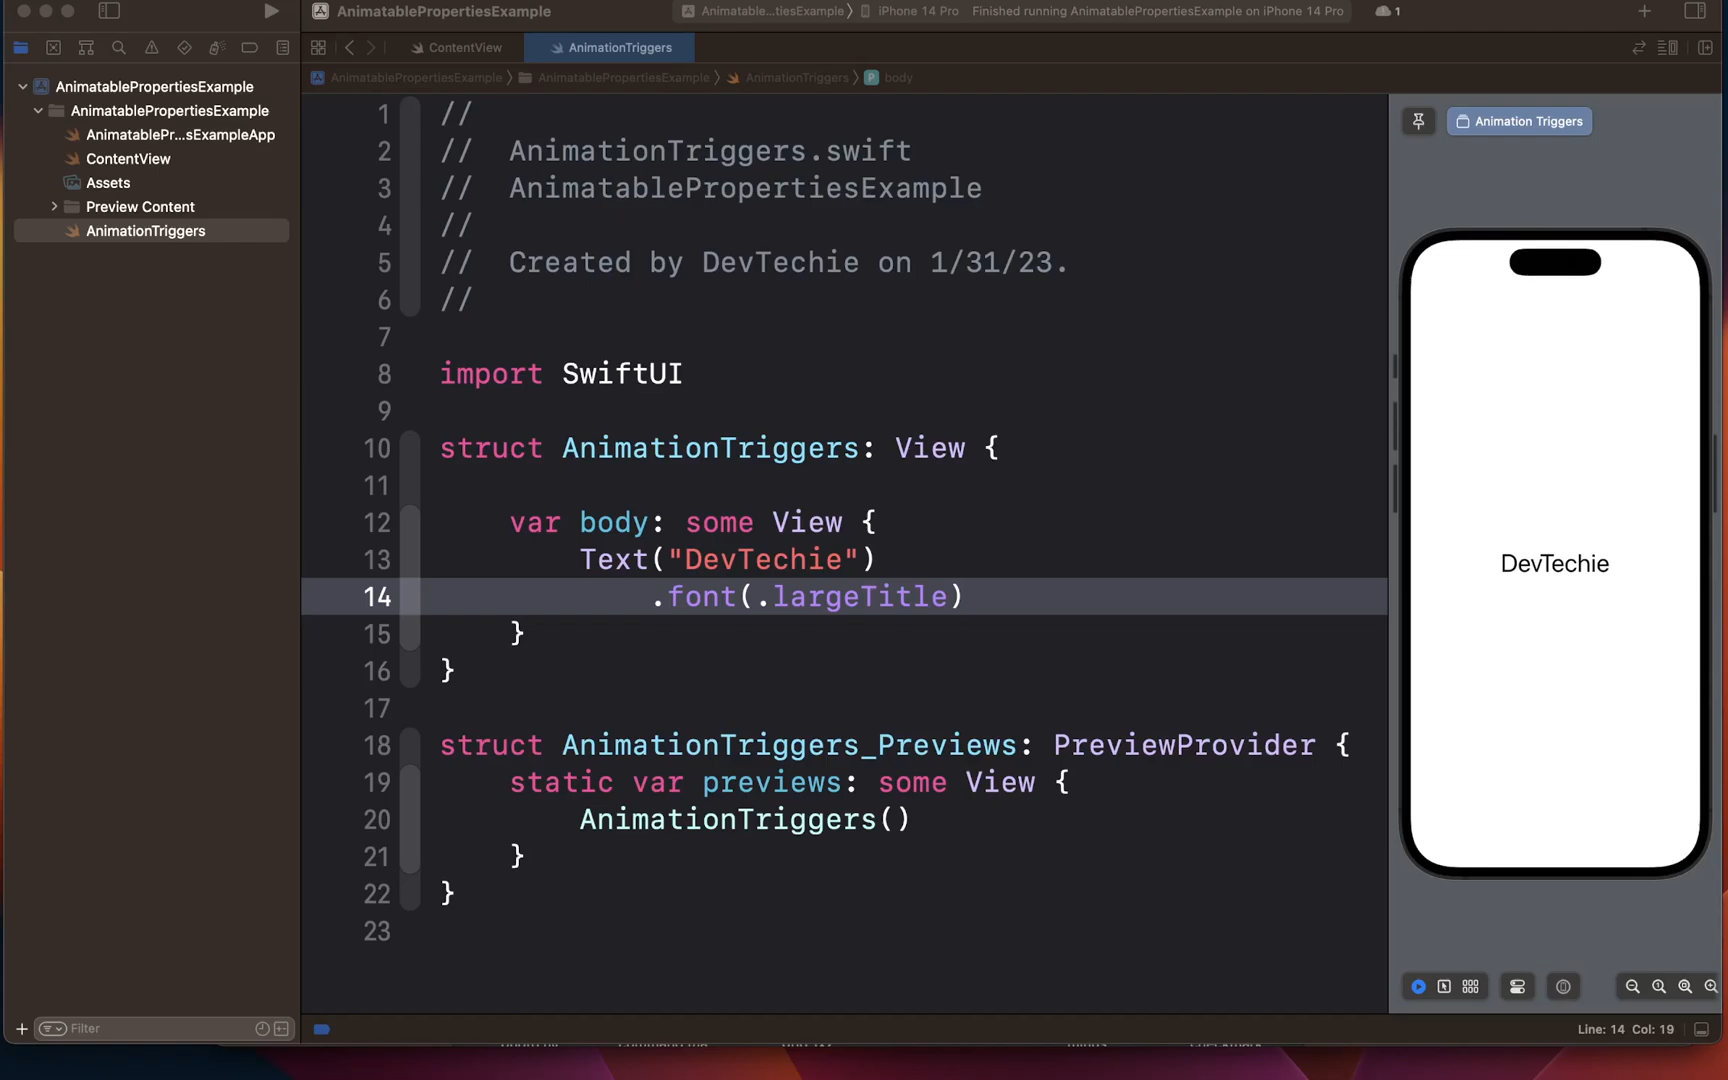 AnimatablePropertiesExample
Animatable...tiesExample
iPhone 14 Pro
Finished running AnimatablePropertiesExample on iPhone 14 Pro
1
ContentView
AnimationTriggers
AnimatablePropertiesExample
AnimatablePropertiesExample
AnimationTriggers
body
AnimatablePropertiesExample
AnimatablePropertiesExample
AnimatablePr...sExampleApp
ContentView
Assets
Preview Content
AnimationTriggers
1 //
2 // AnimationTriggers.swift
3 // AnimatablePropertiesExample
4 //
5 // Created by DevTechie on 1/31/23.
6 //
7
8 import SwiftUI
9
10 struct AnimationTriggers: View {
11
12 var body: some View {
13 Text("DevTechie")
14 .font(.largeTitle)
15 }
16 }
17
18 struct AnimationTriggers_Previews: PreviewProvider {
19 static var previews: some View {
20 AnimationTriggers()
21 }
22 }
23
Animation Triggers
DevTechie
Filter
Line: 14 Col: 19